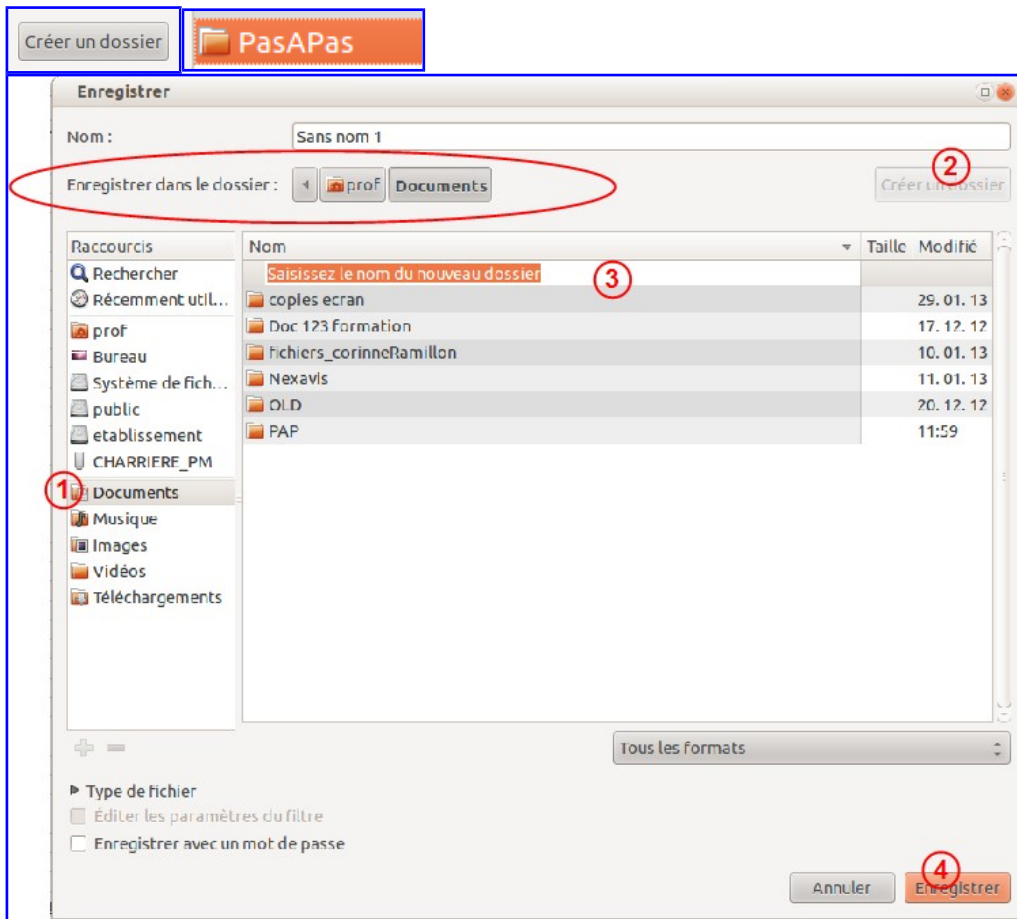 Créer un dossier
PasAPas
Enregistrer
Nom :
Sans nom 1
Enregistrer dans le dossier :
prof
Documents
2
Créer un dossier
Raccourcis
Nom
Taille
Modifié
Rechercher
Saisissez le nom du nouveau dossier
3
Récemment util...
copies ecran
29. 01. 13
prof
Doc 123 formation
17. 12. 12
Bureau
fichiers_corinneRamillon
10. 01. 13
Système de fich...
Nexavis
11. 01. 13
public
OLD
20. 12. 12
etablissement
PAP
11:59
CHARRIERE_PM
1
Documents
Musique
Images
Vidéos
Téléchargements
Tous les formats
Type de fichier
Éditer les paramètres du filtre
Enregistrer avec un mot de passe
Annuler
4
Enregistrer